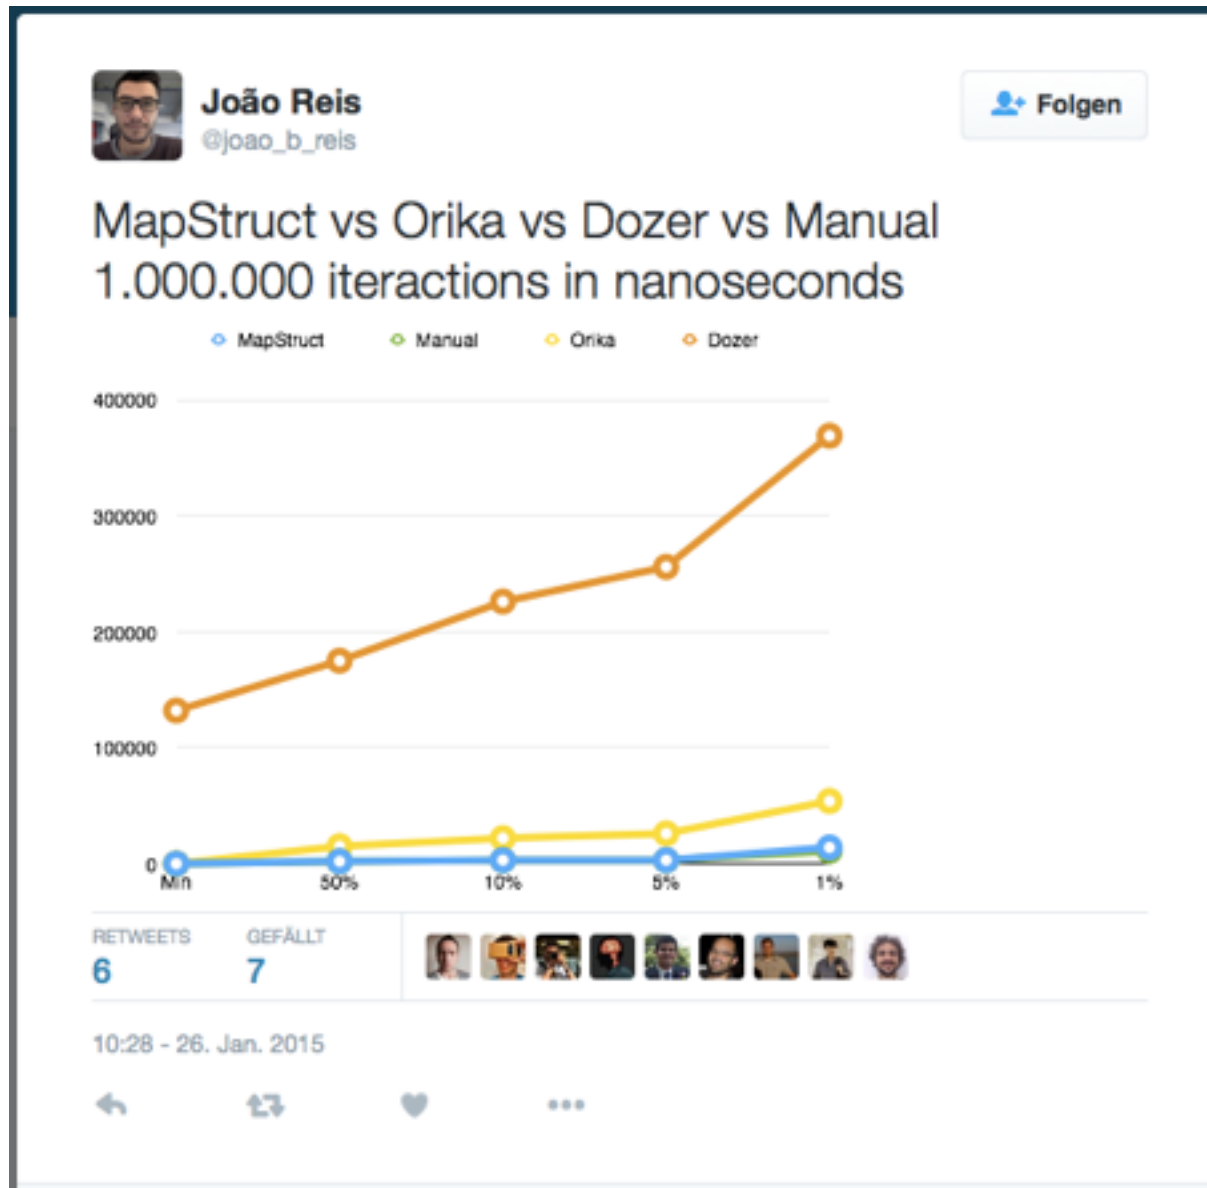 João Reis
@joao_b_reis
Folgen
MapStruct vs Orika vs Dozer vs Manual
1.000.000 iteractions in nanoseconds
MapStruct Manual Orika Dozer
400000
300000
200000
100000
0
Min 50% 10% 5% 1%
RETWEETS GEFÄLLT
6 7
10:28 - 26. Jan. 2015